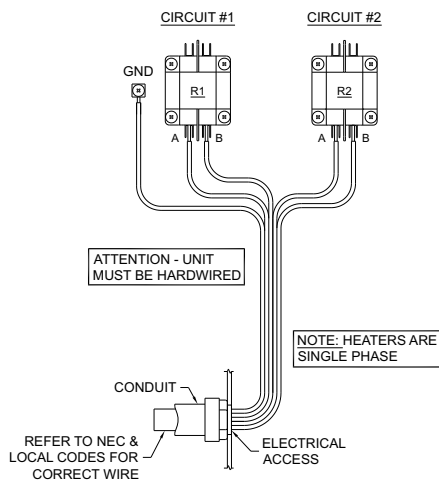 CIRCUIT #1
CIRCUIT #2
GND
R1
R2
A
B
A
B
ATTENTION - UNIT
MUST BE HARDWIRED
NOTE: HEATERS ARE
SINGLE PHASE
CONDUIT
REFER TO NEC &
LOCAL CODES FOR
CORRECT WIRE
ELECTRICAL
ACCESS